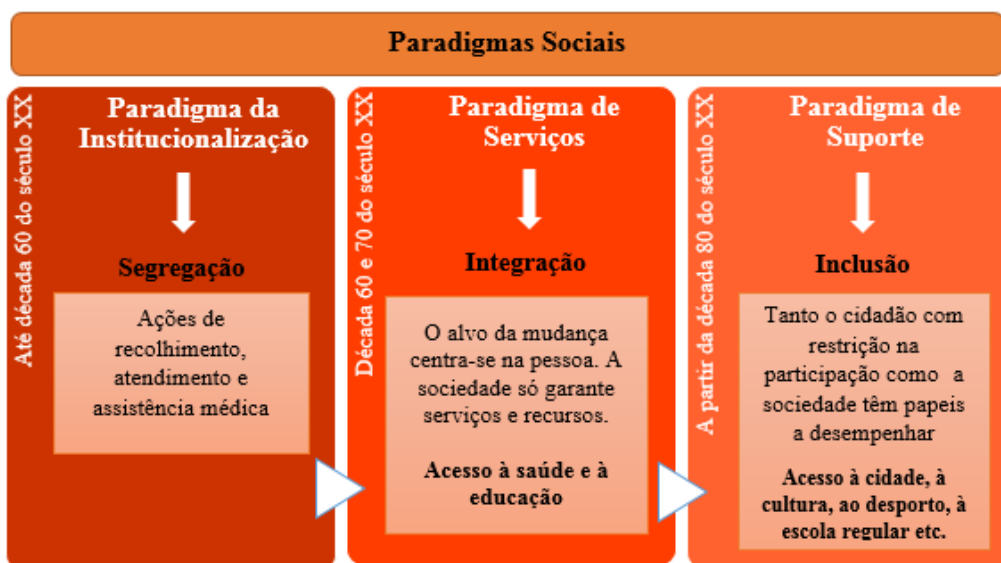 Paradigmas Sociais
Até década 60 do século XX
Paradigma da
Institucionalização
Segregação
Ações de
recolhimento,
atendimento e
assistência médica
Década 60 e 70 do século XX
Paradigma de
Serviços
Integração
O alvo da mudança
centra-se na pessoa. A
sociedade só garante
serviços e recursos.
Acesso à saúde e à
educação
A partir da década 80 do século XX
Paradigma de
Suporte
Inclusão
Tanto o cidadão com
restrição na
participação como a
sociedade têm papeis
a desempenhar
Acesso à cidade, à
cultura, ao desporto, à
escola regular etc.